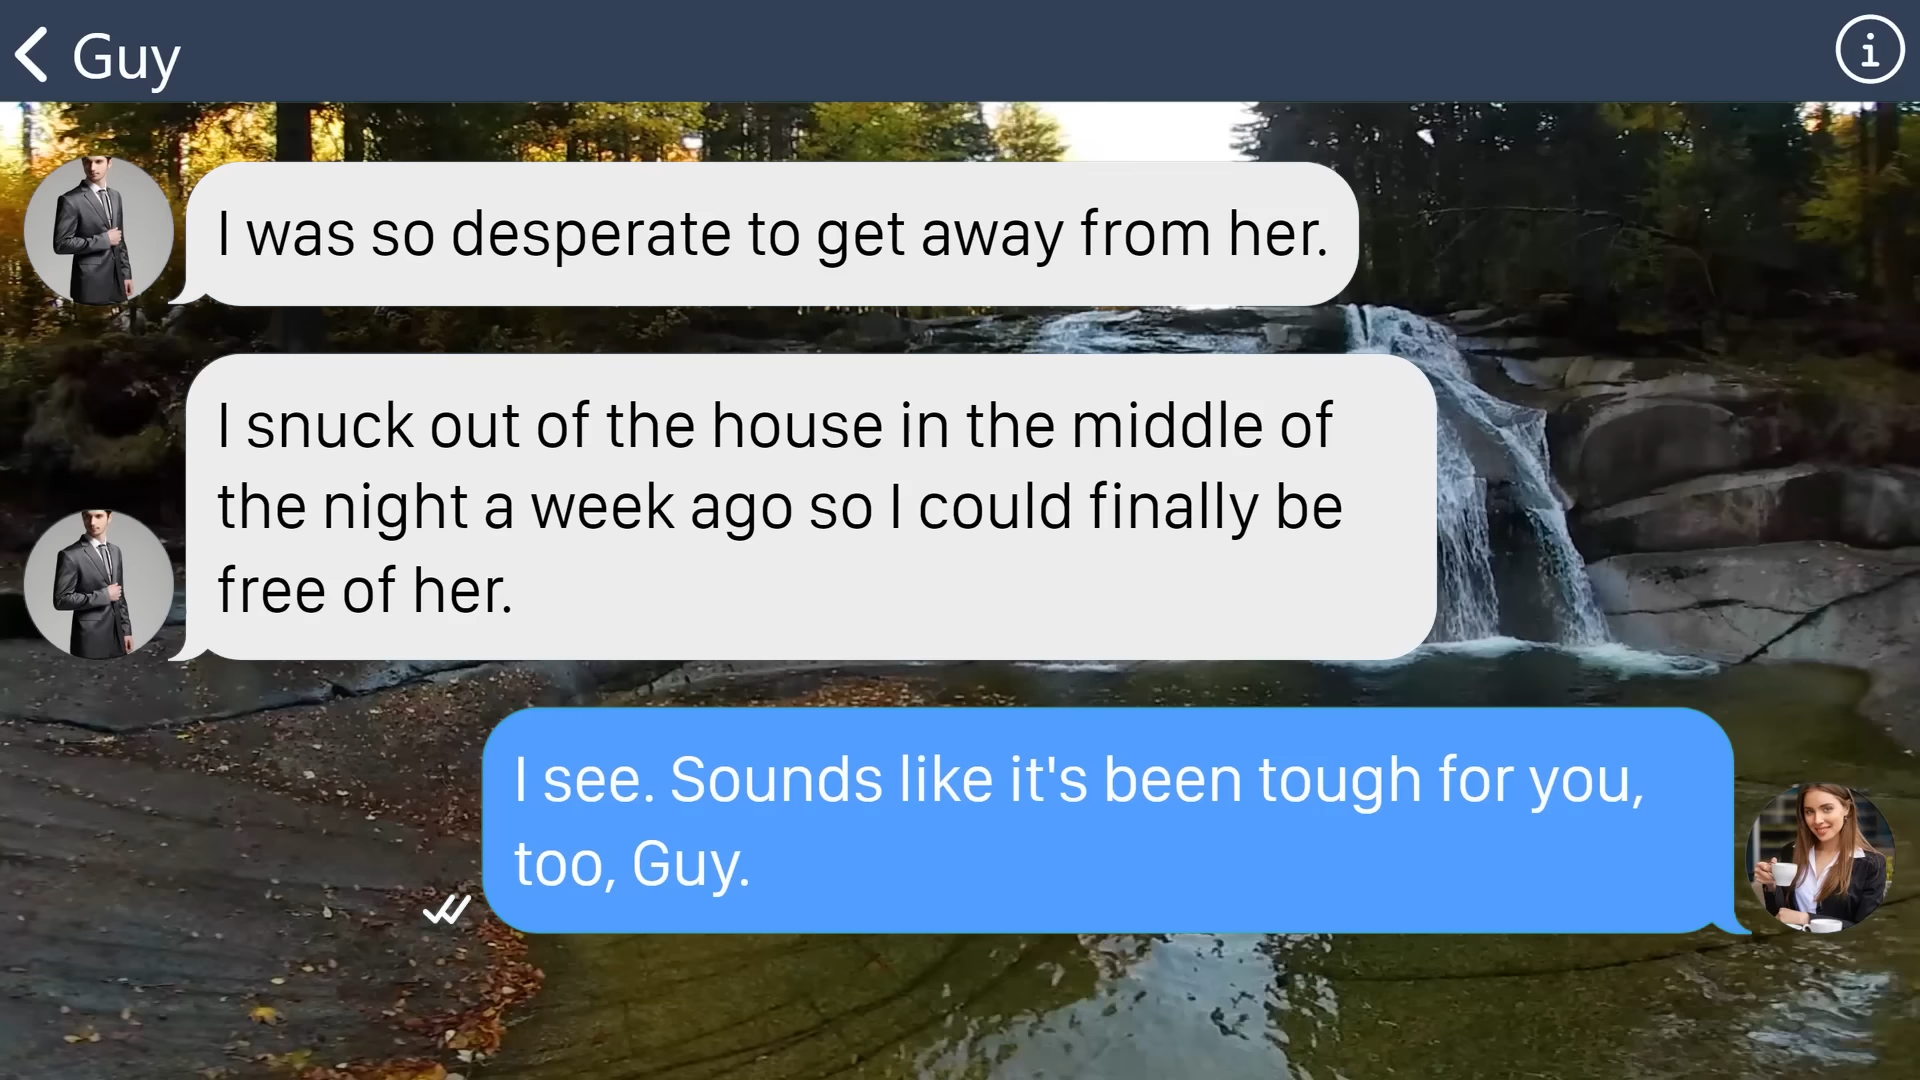 Guy
I was so desperate to get away from her.
I snuck out of the house in the middle of
the night a week ago so I could finally be
free of her.
I see. Sounds like it's been tough for you,
too, Guy.